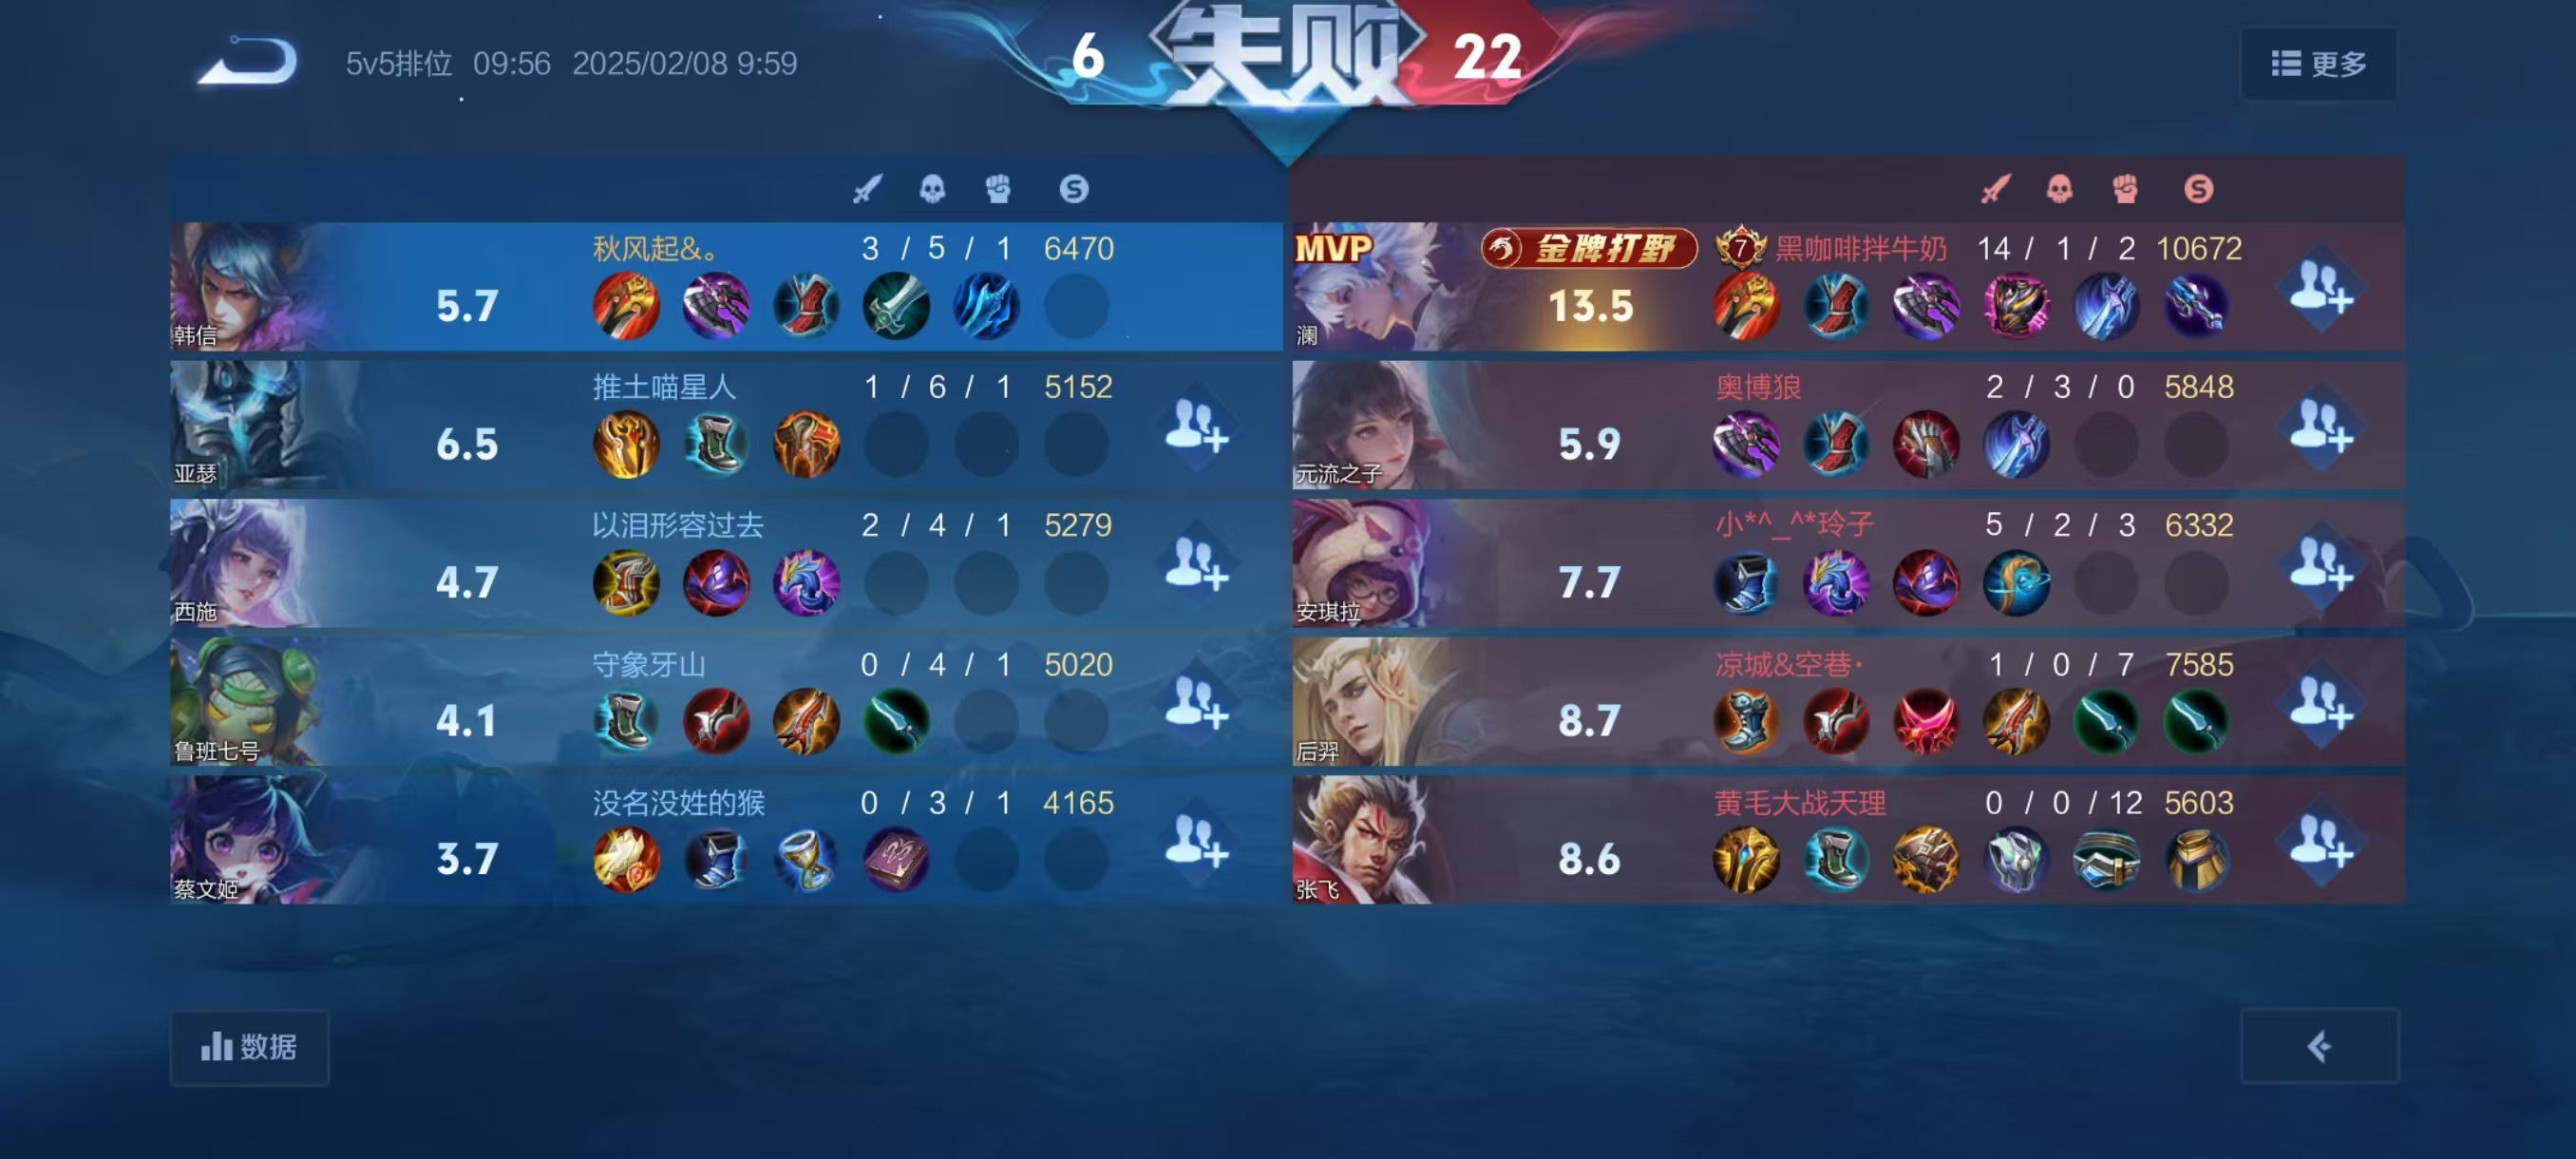 5v5排位 09:56 2025/02/08 9:59
6 失败 22
更多
韩信 5.7 秋风起&。 3 / 5 / 1 6470
亚瑟 6.5 推土喵星人 1 / 6 / 1 5152
西施 4.7 以泪形容过去 2 / 4 / 1 5279
鲁班七号 4.1 守象牙山 0 / 4 / 1 5020
蔡文姬 3.7 没名没姓的猴 0 / 3 / 1 4165
MVP 澜 金牌打野 13.5 7 黑咖啡拌牛奶 14 / 1 / 2 10672
元流之子 5.9 奥博狼 2 / 3 / 0 5848
安琪拉 7.7 小*^_^*玲子 5 / 2 / 3 6332
后羿 8.7 凉城&空巷· 1 / 0 / 7 7585
张飞 8.6 黄毛大战天理 0 / 0 / 12 5603
数据